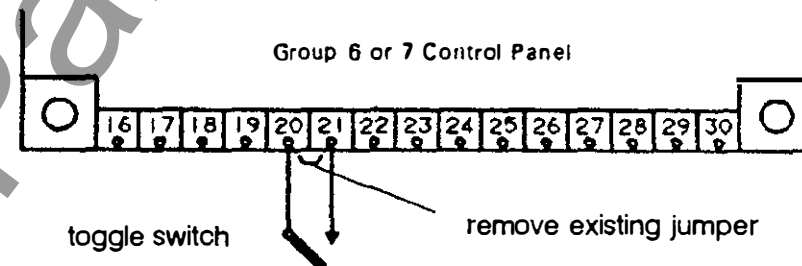 Group 6 or 7 Control Panel
16 17 18 19 20 21 22 23 24 25 26 27 28 29 30
toggle switch
remove existing jumper